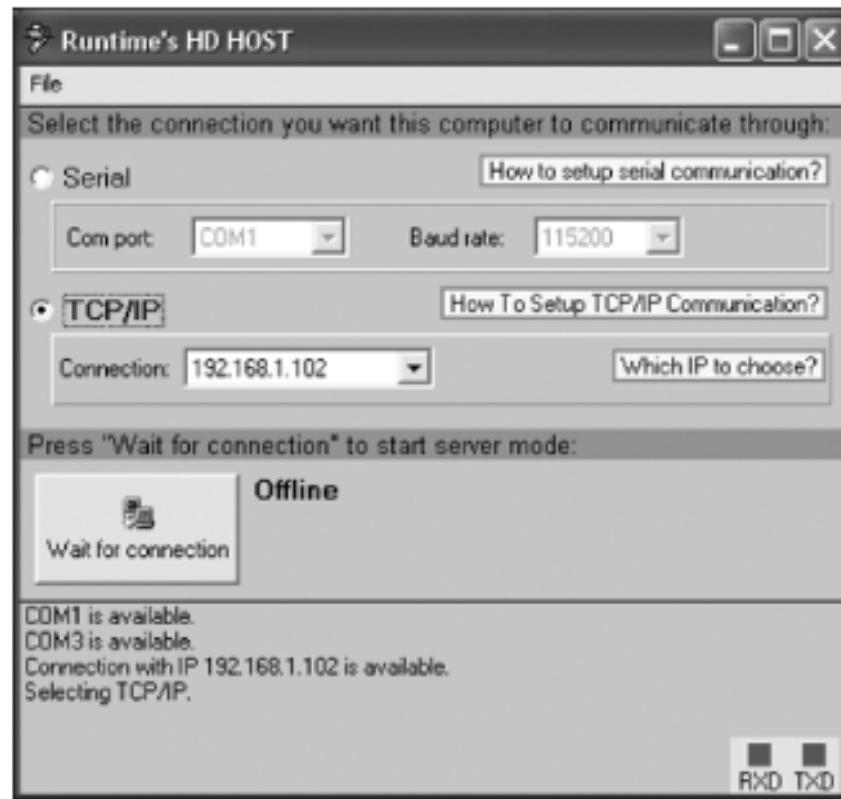 Runtime's HD HOST
File
Select the connection you want this computer to communicate through:
Serial
How to setup serial communication?
Com port: COM1 Baud rate: 115200
TCP/IP
How To Setup TCP/IP Communication?
Connection: 192.168.1.102 Which IP to choose?
Press "Wait for connection" to start server mode:
Offline
Wait for connection
COM1 is available.
COM3 is available.
Connection with IP 192.168.1.102 is available.
Selecting TCP/IP.
RXD TXD